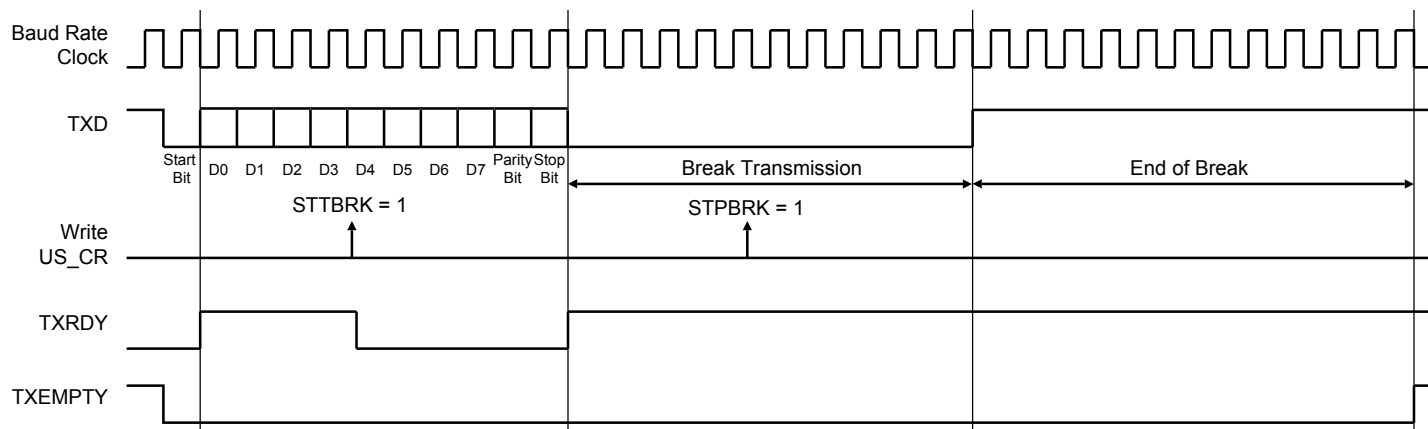 Baud Rate
Clock
TXD
Start
Bit
D0 D1 D2 D3 D4 D5 D6 D7
Parity
Bit
Stop
Bit
Break Transmission
End of Break
STTBRK = 1
STPBRK = 1
Write
US_CR
TXRDY
TXEMPTY